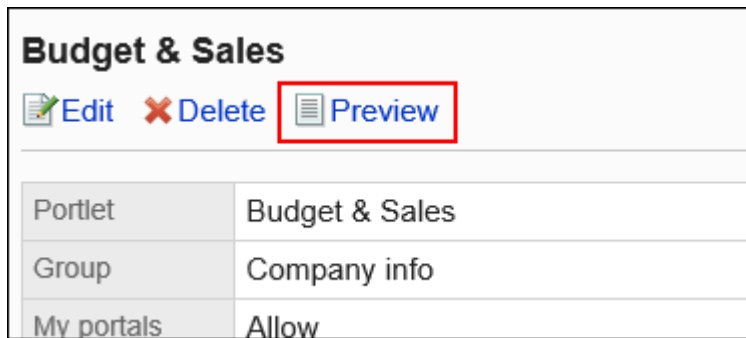 Budget & Sales
Edit Delete Preview
Portlet Budget & Sales
Group Company info
My portals Allow